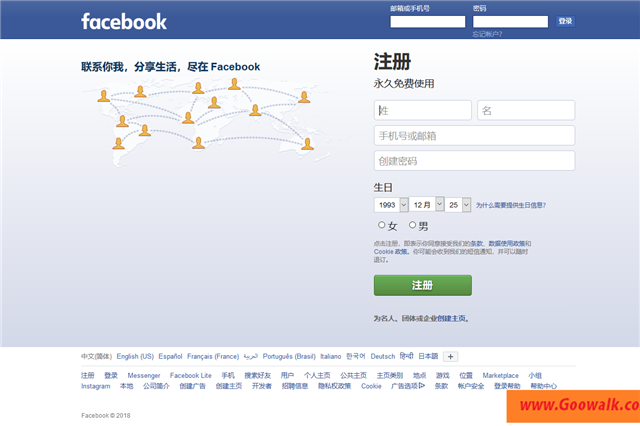 facebook
邮箱或手机号
密码
登录
忘记帐户？
联系你我，分享生活，尽在 Facebook
注册
永久免费使用
姓
名
手机号或邮箱
创建密码
生日
1993
12 月
25
为什么需要提供生日信息？
女
男
点击注册，即表示你同意接受我们的条款、数据使用政策和
Cookie 政策。你可能会收到我们的短信通知，并可以随时
退订。
注册
为名人、团体或企业创建主页。
中文(简体) English (US) Español Français (France) العربية Português (Brasil) Italiano 한국어 Deutsch हिन्दी 日本語 +
注册 登录 Messenger Facebook Lite 手机 搜索好友 用户 个人主页 公共主页 主页类别 地点 游戏 位置 Marketplace 小组
Instagram 本地 公司简介 创建广告 创建主页 开发者 招聘信息 隐私权政策 Cookie 广告选项 条款 帐户安全 登录帮助 帮助中心
Facebook © 2018
www.Goowalk.co